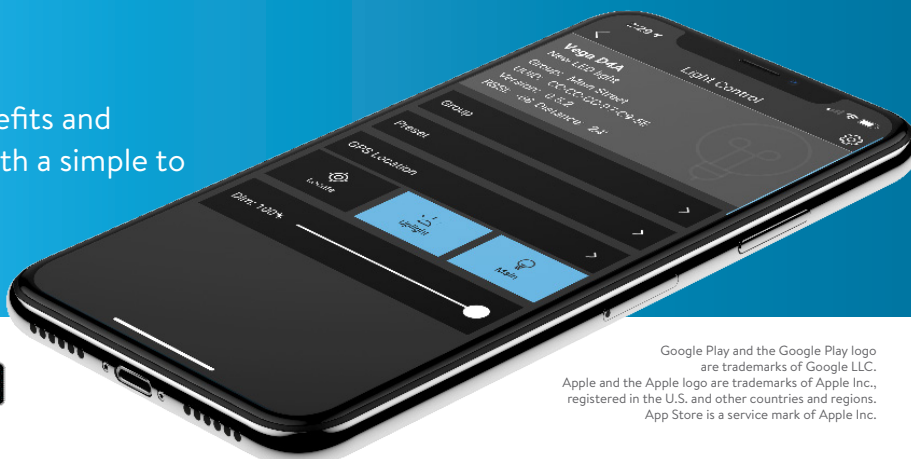 efits and
th a simple to
Light Control
Vega D4A
New LED light
Group: Main Street
Version: 0.5.2
Group
Preset
GPS Location
Locate
Uplight
Main
Dim: 100%
Google Play and the Google Play logo
are trademarks of Google LLC.
Apple and the Apple logo are trademarks of Apple Inc.,
registered in the U.S. and other countries and regions.
App Store is a service mark of Apple Inc.